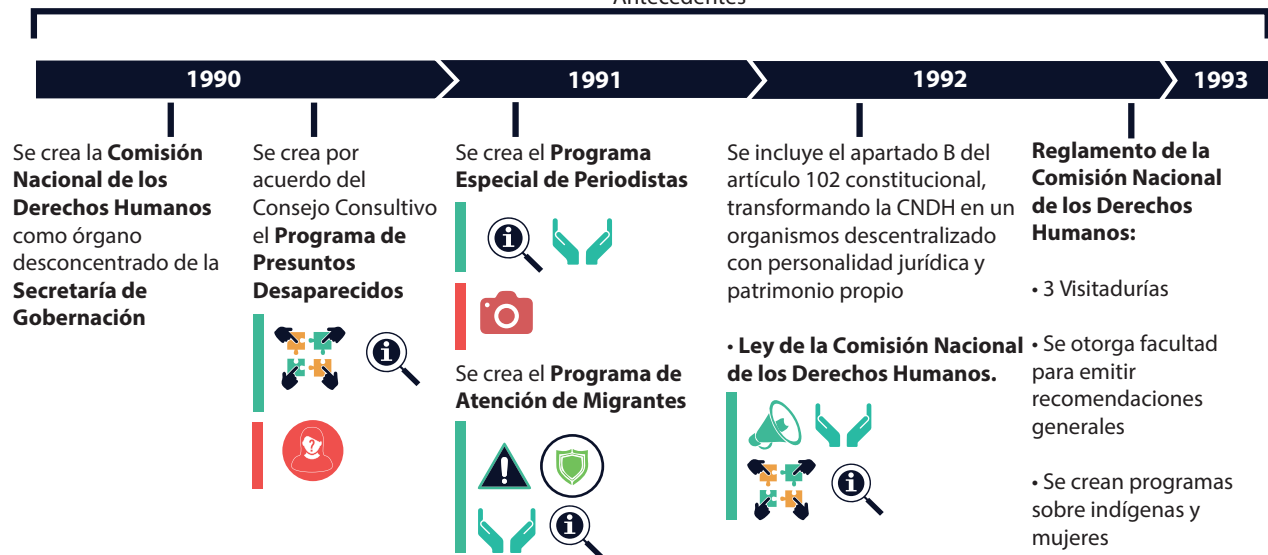 Antecedentes
1990
1991
1992
1993
Se crea la Comisión
Nacional de los
Derechos Humanos
como órgano
desconcentrado de la
Secretaría de
Gobernación
Se crea por
acuerdo del
Consejo Consultivo
el Programa de
Presuntos
Desaparecidos
Se crea el Programa
Especial de Periodistas
Se crea el Programa de
Atención de Migrantes
Se incluye el apartado B del
artículo 102 constitucional,
transformando la CNDH en un
organismos descentralizado
con personalidad jurídica y
patrimonio propio
• Ley de la Comisión Nacional
de los Derechos Humanos.
Reglamento de la
Comisión Nacional
de los Derechos
Humanos:
• 3 Visitadurías
• Se otorga facultad
para emitir
recomendaciones
generales
• Se crean programas
sobre indígenas y
mujeres